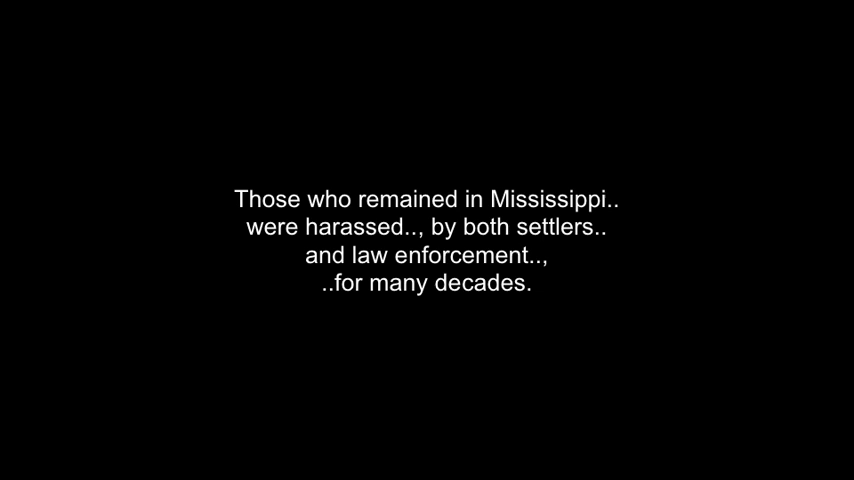 Those who remained in Mississippi..
were harassed.., by both settlers..
and law enforcement..,
..for many decades.